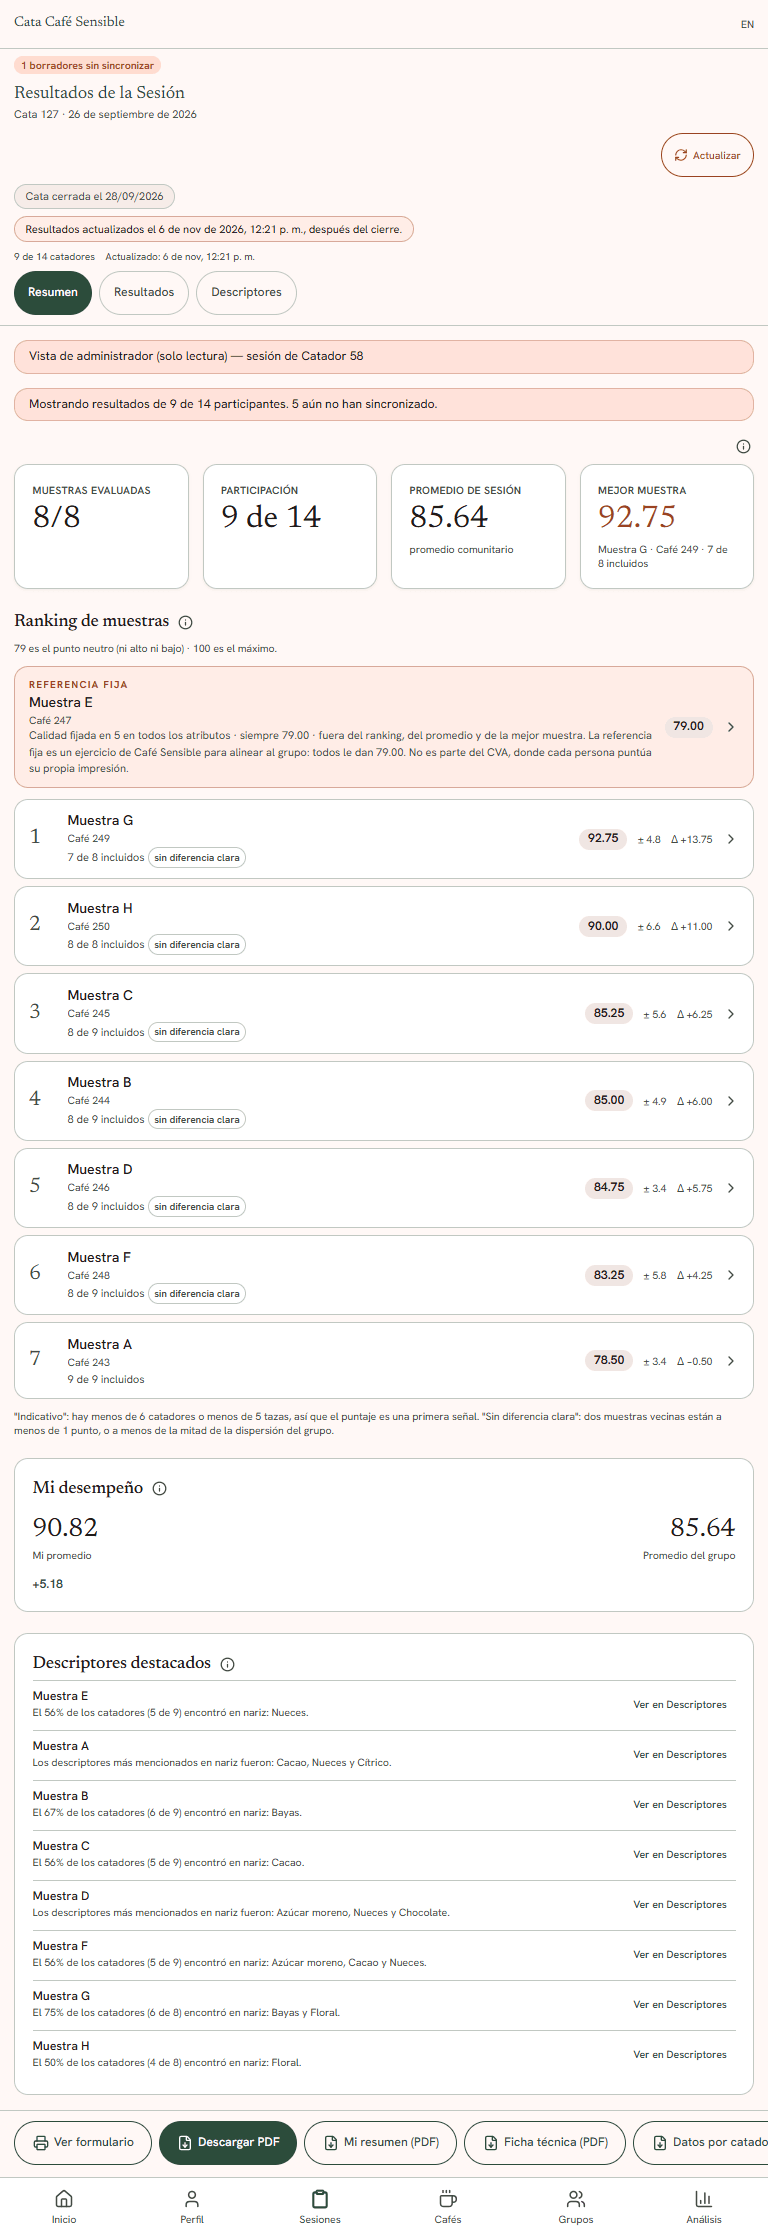 Cata Café Sensible
EN
1 borradores sin sincronizar
Resultados de la Sesión
Cata 127 · 26 de septiembre de 2026
Actualizar
Cata cerrada el 28/09/2026
Resultados actualizados el 6 de nov de 2026, 12:21 p. m., después del cierre.
9 de 14 catadores Actualizado: 6 de nov, 12:21 p. m.
Resumen
Resultados
Descriptores
Vista de administrador (solo lectura) — sesión de Catador 58
Mostrando resultados de 9 de 14 participantes. 5 aún no han sincronizado.
MUESTRAS EVALUADAS
8/8
PARTICIPACIÓN
9 de 14
PROMEDIO DE SESIÓN
85.64
promedio comunitario
MEJOR MUESTRA
92.75
Muestra G · Café 249 · 7 de
8 incluidos
Ranking de muestras
79 es el punto neutro (ni alto ni bajo) · 100 es el máximo.
REFERENCIA FIJA
Muestra E
Café 247
Calidad fijada en 5 en todos los atributos · siempre 79.00 · fuera del ranking, del promedio y de la mejor muestra. La referencia
fija es un ejercicio de Café Sensible para alinear al grupo: todos le dan 79.00. No es parte del CVA, donde cada persona puntúa
su propia impresión.
79.00
1
Muestra G
Café 249
7 de 8 incluidos sin diferencia clara
92.75 ± 4.8 Δ +13.75
2
Muestra H
Café 250
8 de 8 incluidos sin diferencia clara
90.00 ± 6.6 Δ +11.00
3
Muestra C
Café 245
8 de 9 incluidos sin diferencia clara
85.25 ± 5.6 Δ +6.25
4
Muestra B
Café 244
8 de 9 incluidos sin diferencia clara
85.00 ± 4.9 Δ +6.00
5
Muestra D
Café 246
8 de 9 incluidos sin diferencia clara
84.75 ± 3.4 Δ +5.75
6
Muestra F
Café 248
8 de 9 incluidos sin diferencia clara
83.25 ± 5.8 Δ +4.25
7
Muestra A
Café 243
9 de 9 incluidos
78.50 ± 3.4 Δ −0.50
"Indicativo": hay menos de 6 catadores o menos de 5 tazas, así que el puntaje es una primera señal. "Sin diferencia clara": dos muestras vecinas están a
menos de 1 punto, o a menos de la mitad de la dispersión del grupo.
Mi desempeño
90.82
Mi promedio
+5.18
85.64
Promedio del grupo
Descriptores destacados
Muestra E
El 56% de los catadores (5 de 9) encontró en nariz: Nueces.
Ver en Descriptores
Muestra A
Los descriptores más mencionados en nariz fueron: Cacao, Nueces y Cítrico.
Ver en Descriptores
Muestra B
El 67% de los catadores (6 de 9) encontró en nariz: Bayas.
Ver en Descriptores
Muestra C
El 56% de los catadores (5 de 9) encontró en nariz: Cacao.
Ver en Descriptores
Muestra D
Los descriptores más mencionados en nariz fueron: Azúcar moreno, Nueces y Chocolate.
Ver en Descriptores
Muestra F
El 56% de los catadores (5 de 9) encontró en nariz: Azúcar moreno, Cacao y Nueces.
Ver en Descriptores
Muestra G
El 75% de los catadores (6 de 8) encontró en nariz: Bayas y Floral.
Ver en Descriptores
Muestra H
El 50% de los catadores (4 de 8) encontró en nariz: Floral.
Ver en Descriptores
Ver formulario
Descargar PDF
Mi resumen (PDF)
Ficha técnica (PDF)
Datos por catado
Inicio
Perfil
Sesiones
Cafés
Grupos
Análisis